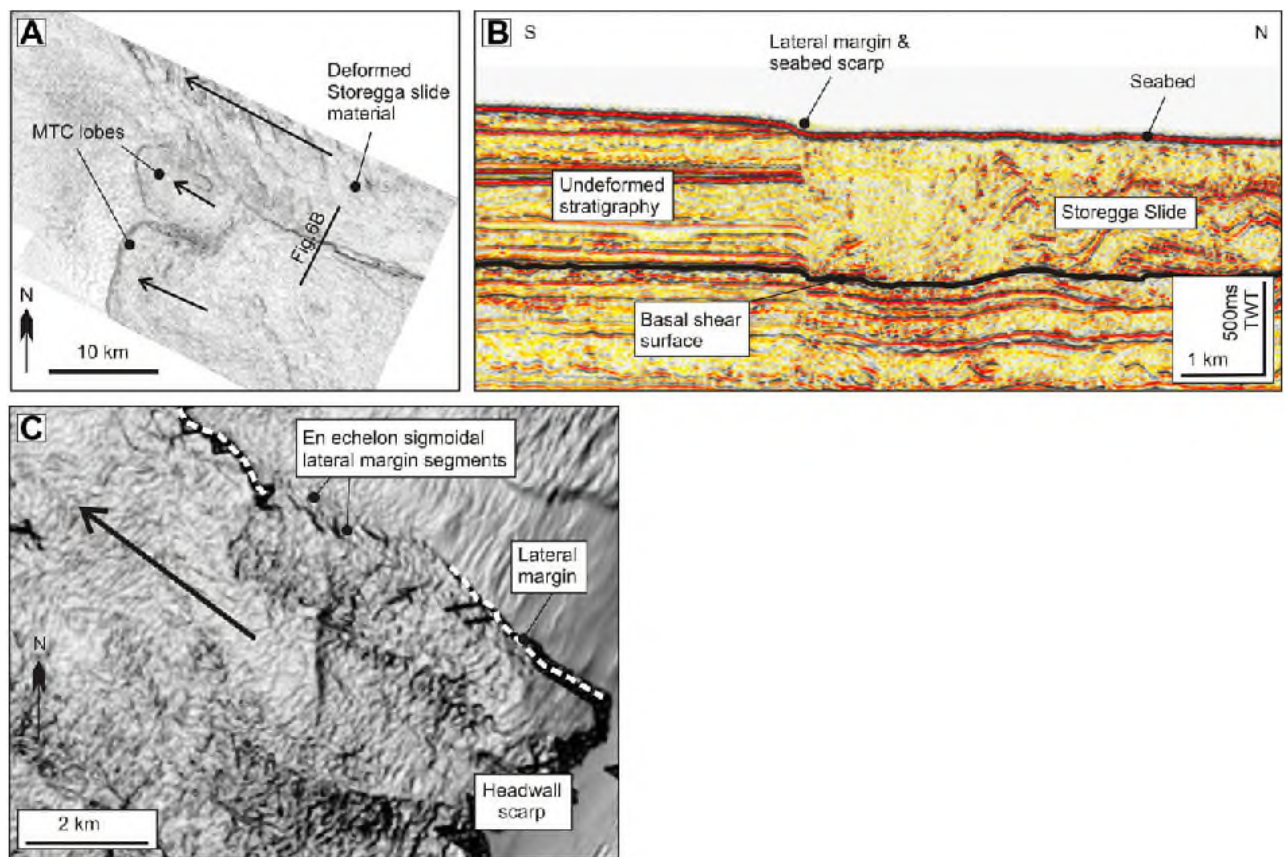 A
Deformed
Storegga slide
material
MTC lobes
Fig.6B
N
10 km
B
S
N
Lateral margin &
seabed scarp
Seabed
Undeformed
stratigraphy
Storegga Slide
Basal shear
surface
500ms
TWT
1 km
C
En echelon sigmoidal
lateral margin segments
Lateral
margin
N
Headwall
scarp
2 km